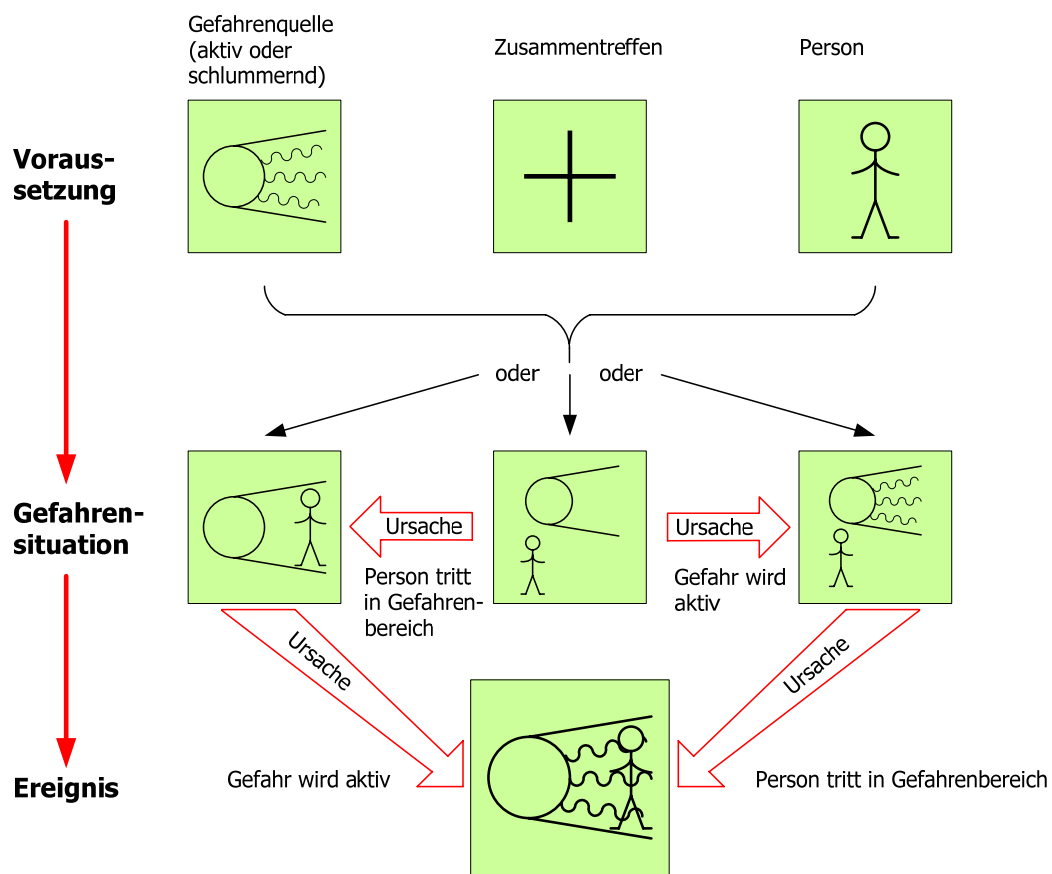 Gefahrenquelle
(aktiv oder
schlummernd)
Zusammentreffen
Person
Voraus-
setzung
oder
oder
Gefahren-
situation
Ursache
Ursache
Person tritt
in Gefahren-
bereich
Gefahr wird
aktiv
Ursache
Ursache
Ereignis
Gefahr wird aktiv
Person tritt in Gefahrenbereich